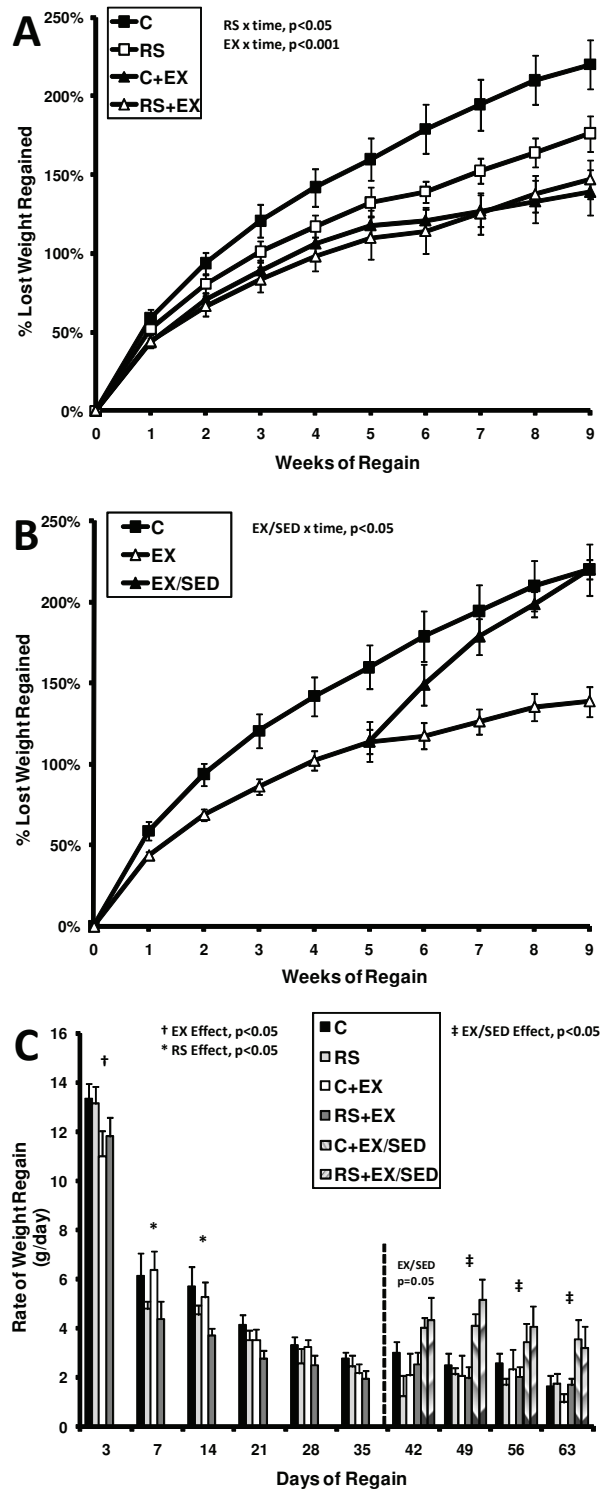 A
250%
200%
150%
100%
50%
0%
% Lost Weight Regained
C
RS
C+EX
RS+EX
RS x time, p<0.05
EX x time, p<0.001
0 1 2 3 4 5 6 7 8 9
Weeks of Regain
B
250%
200%
150%
100%
50%
0%
% Lost Weight Regained
C
EX
EX/SED
EX/SED x time, p<0.05
0 1 2 3 4 5 6 7 8 9
Weeks of Regain
C
16
14
12
10
8
6
4
2
0
Rate of Weight Regain
(g/day)
† EX Effect, p<0.05
* RS Effect, p<0.05
C
RS
C+EX
RS+EX
C+EX/SED
RS+EX/SED
‡ EX/SED Effect, p<0.05
†
*
*
EX/SED
p=0.05
‡
‡
‡
3 7 14 21 28 35 42 49 56 63
Days of Regain